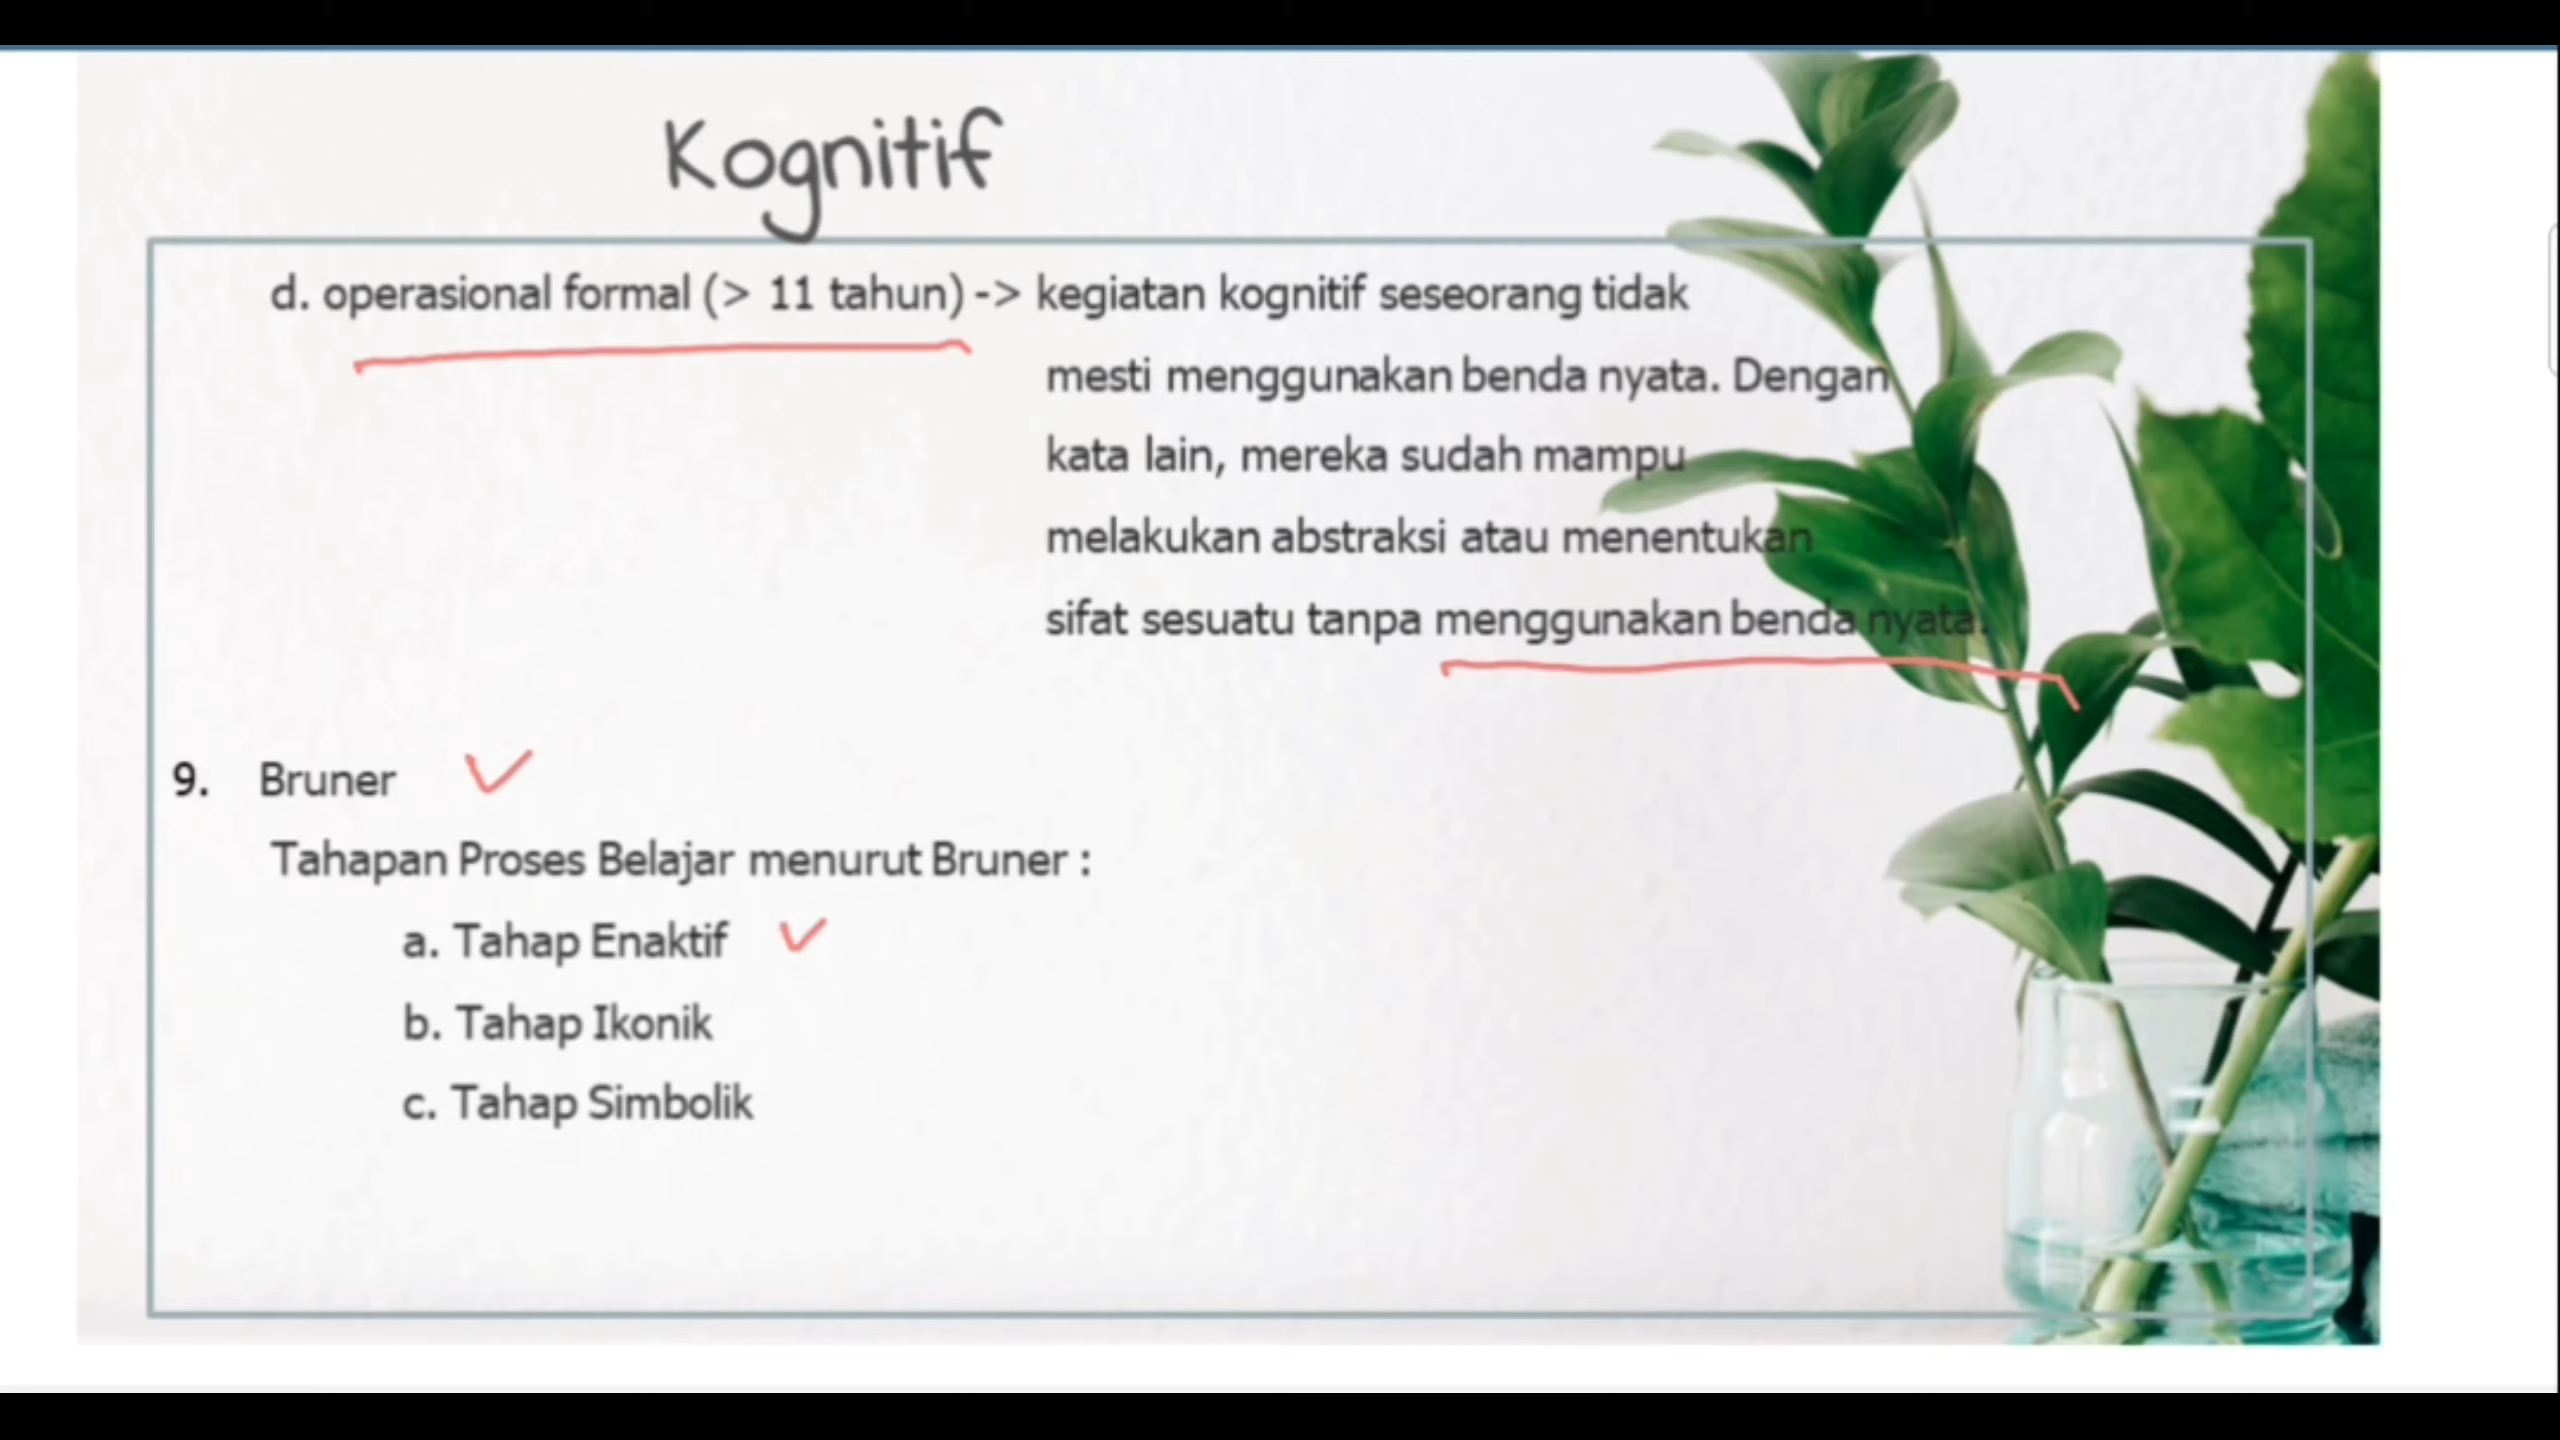 Kognitif
d. operasional formal (> 11 tahun) -> kegiatan kognitif seseorang tidak
mesti menggunakan benda nyata. Dengan
kata lain, mereka sudah mampu
melakukan abstraksi atau menentukan
sifat sesuatu tanpa menggunakan benda nyata.
9. Bruner
Tahapan Proses Belajar menurut Bruner :
a. Tahap Enaktif
b. Tahap Ikonik
c. Tahap Simbolik